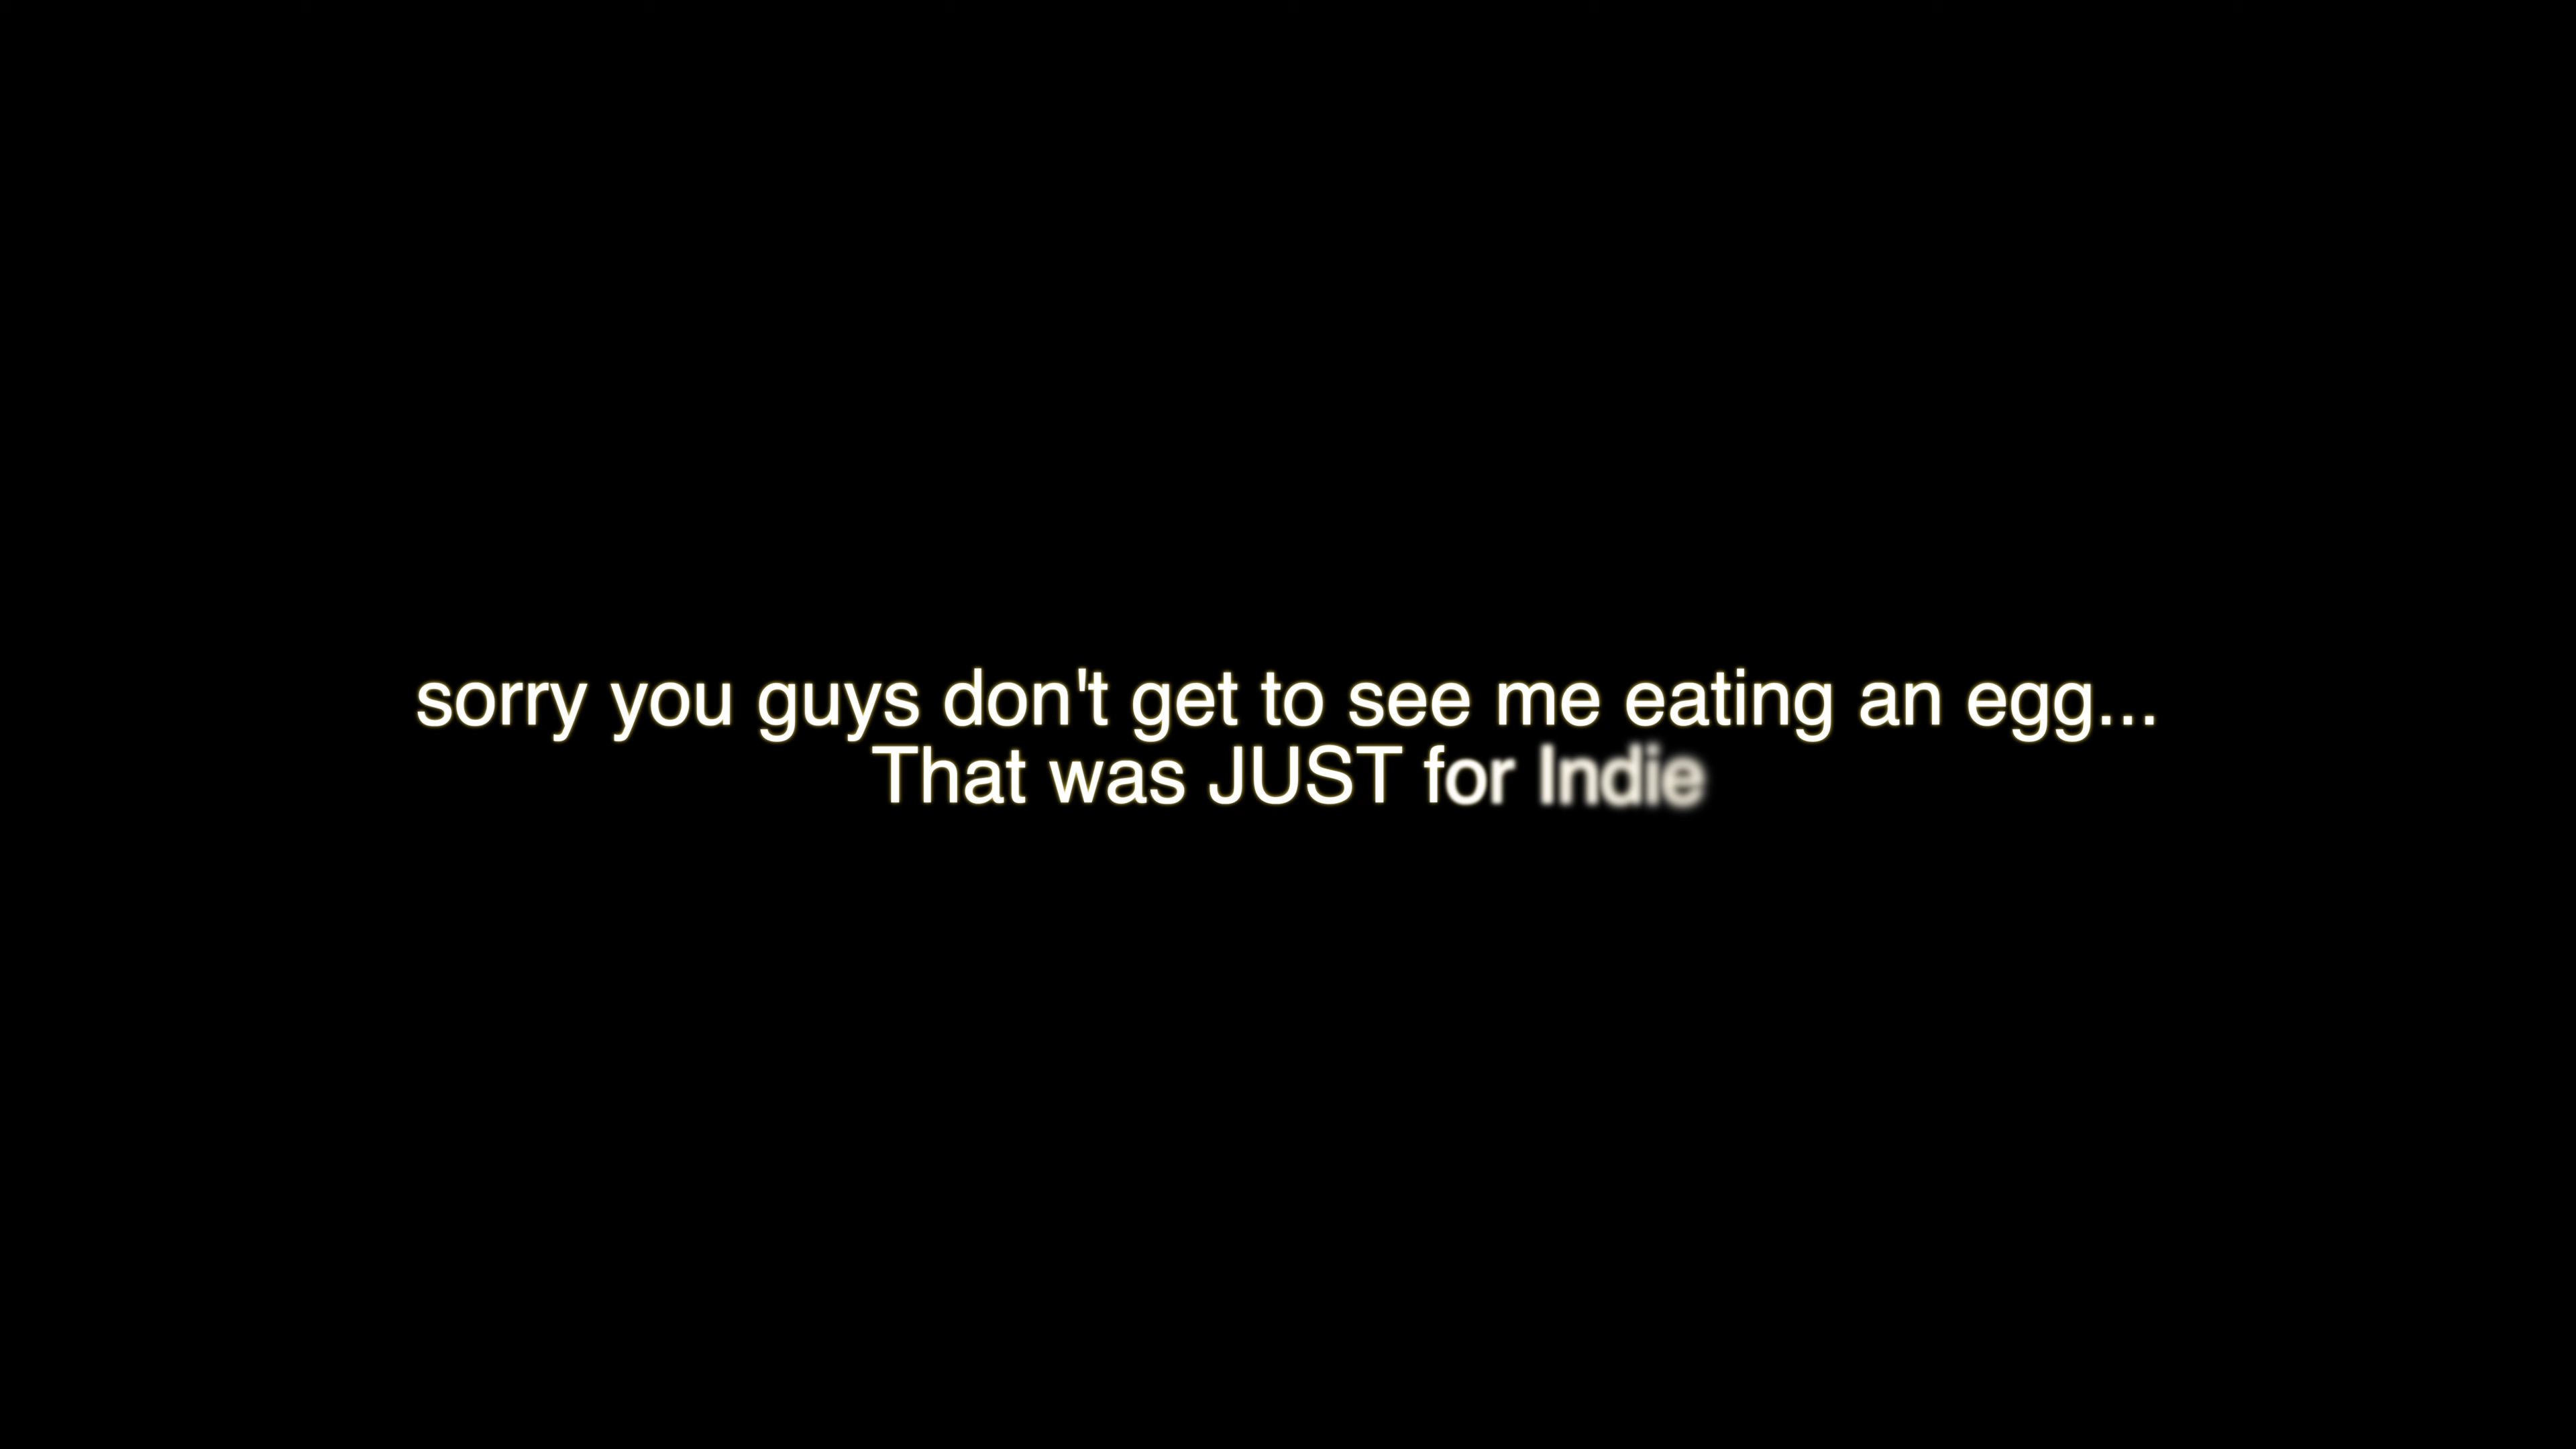 sorry you guys don't get to see me eating an egg...
That was JUST for Indie